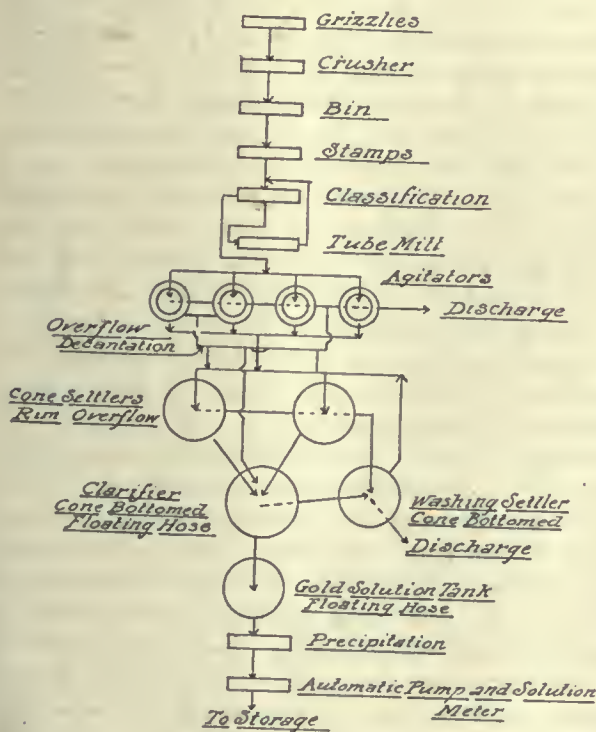 Grizzlies
Crusher
Bin
Stamps
Classification
Tube Mill
Agitators
Discharge
Overflow
Decantation
Cone Settlers
Rim Overflow
Clarifier
Cone Bottomed
Floating Hose
Washing Settler
Cone Bottomed
Discharge
Gold Solution Tank
Floating Hose
Precipitation
Automatic Pump and Solution
Meter
To Storage